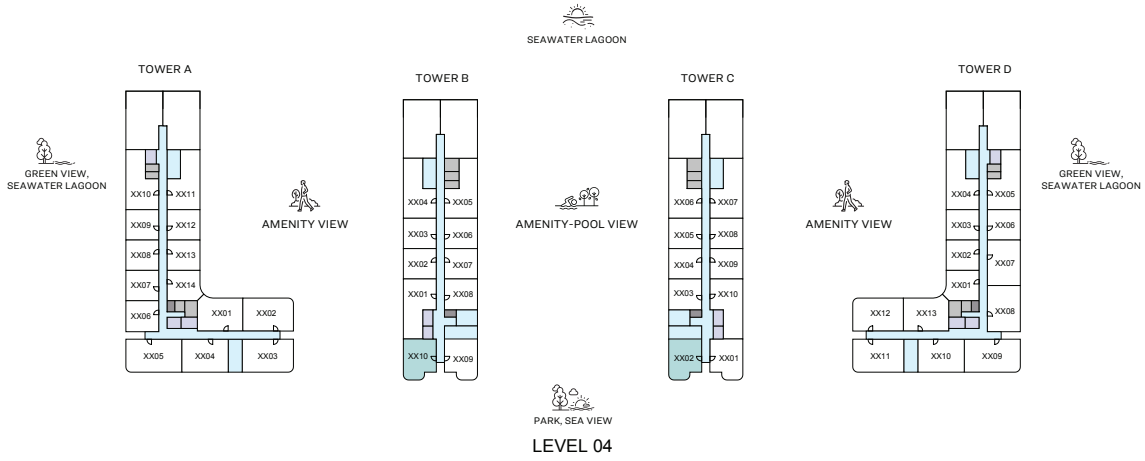 SEAWATER LAGOON
TOWER A
TOWER B
TOWER C
TOWER D
GREEN VIEW,
SEAWATER LAGOON
AMENITY VIEW
AMENITY-POOL VIEW
AMENITY VIEW
GREEN VIEW,
SEAWATER LAGOON
XX10 XX11
XX09 XX12
XX08 XX13
XX07 XX14
XX06 XX01 XX02
XX05 XX04 XX03
XX04 XX05
XX03 XX06
XX02 XX07
XX01 XX08
XX10 XX09
XX06 XX07
XX05 XX08
XX04 XX09
XX03 XX10
XX02 XX01
XX04 XX05
XX03 XX06
XX02 XX07
XX01
XX12 XX13 XX08
XX11 XX10 XX09
PARK, SEA VIEW
LEVEL 04